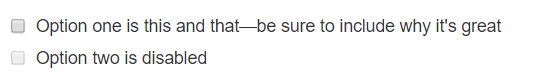 Option one is this and that—be sure to include why it's great
Option two is disabled